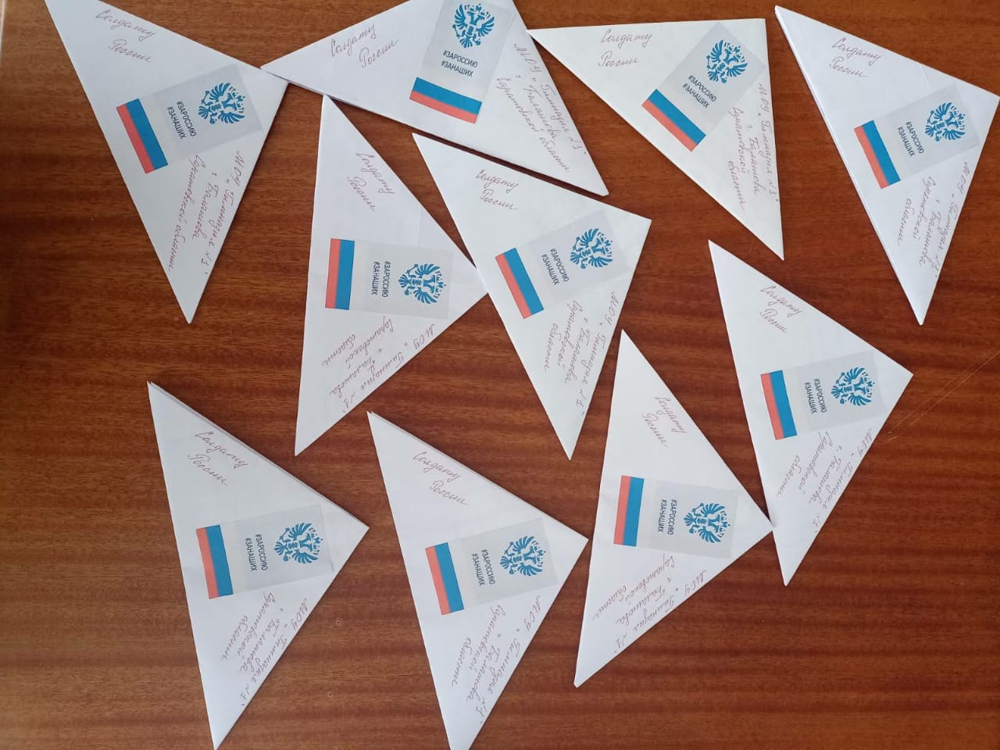 Солдату
России
#ЗАРОССИЮ
#ЗАНАШИХ
МОУ „Гимназия №1"
г. Балашова
Саратовской области
Солдату
России
#ЗАРОССИЮ
#ЗАНАШИХ
МОУ „Гимназия №1
г. Балашова
Саратовской области
Солдату
России
#ЗАРОССИЮ
#ЗАНАШИХ
МОУ „Гимназия №1"
г. Балашова
Саратовской
области
Солдату
России
#ЗАРОССИЮ
#ЗАНАШИХ
МОУ „Гимназия №1"
г. Балашова
Саратовской
области
Солдату
России
#ЗАРОССИЮ
#ЗАНАШИХ
МОУ „Гимназия №1"
г. Балашова
Саратовской
области
Солдату
России
#ЗАРОССИЮ
#ЗАНАШИХ
МОУ „Гимназия №1"
г. Балашова
Саратовской
области
Солдату
России
#ЗАРОССИЮ
#ЗАНАШИХ
МОУ „Гимназия №1"
г. Балашова
Саратовской
области
Солдату
России
#ЗАРОССИЮ
#ЗАНАШИХ
МОУ „Гимназия №1"
г. Балашова
Саратовской
области
Солдату
России
#ЗАРОССИЮ
#ЗАНАШИХ
МОУ „Гимназия №1"
г. Балашова
Саратовской
области
Солдату
России
#ЗАРОССИЮ
#ЗАНАШИХ
МОУ „Гимназия №1"
г. Балашова
Саратовской области